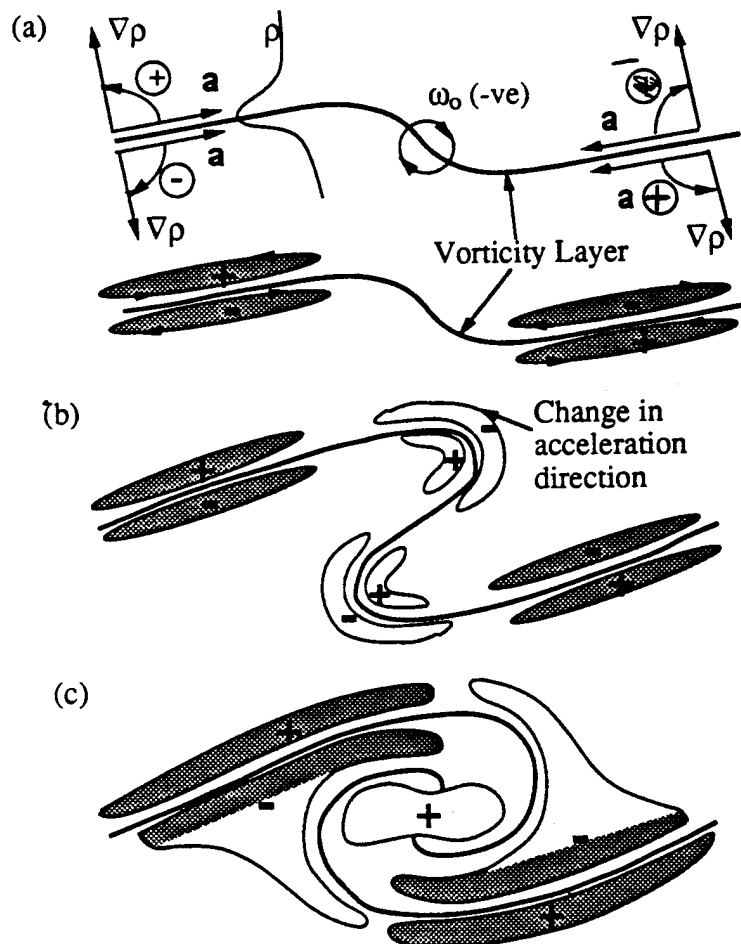 (a)
∇ρ
ρ
∇ρ
+
a
a
-
∇ρ
ω₀ (-ve)
a
a
+
∇ρ
Vorticity Layer
+
-
-
+
(b)
Change in
acceleration
direction
-
+
+
-
-
+
+
-
(c)
+
-
+
-
+